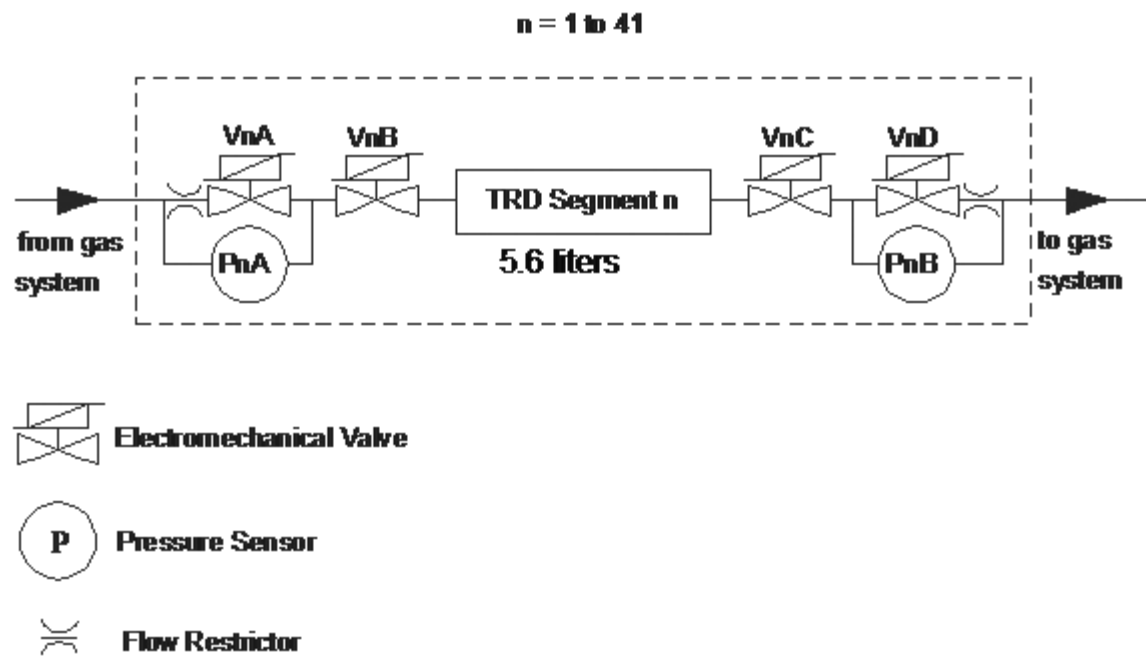 n = 1 to 41
VnA VnB VnC VnD
TRD Segment n
from gas
system
PnA
5.6 liters
PnB
to gas
system
Electromechanical Valve
P Pressure Sensor
Flow Restrictor